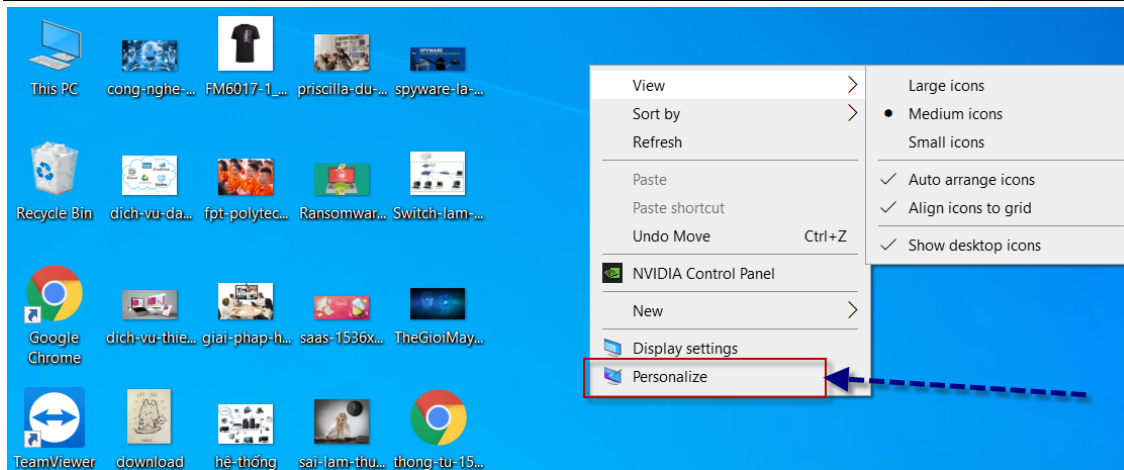 This PC
cong-nghe-...
FM6017-1_...
priscilla-du-...
spyware-la-...
SPYWARE
Recycle Bin
dich-vu-da...
fpt-polytec...
Ransomwar...
Switch-lam-...
Google
Chrome
dich-vu-thie...
giai-phap-h...
saas-1536x...
TheGioiMay...
TeamViewer
download
hệ-thống
sai-lam-thu...
thong-tu-15...
View
Sort by
Refresh
Paste
Paste shortcut
Undo Move Ctrl+Z
NVIDIA Control Panel
New
Display settings
Personalize
Large icons
Medium icons
Small icons
Auto arrange icons
Align icons to grid
Show desktop icons